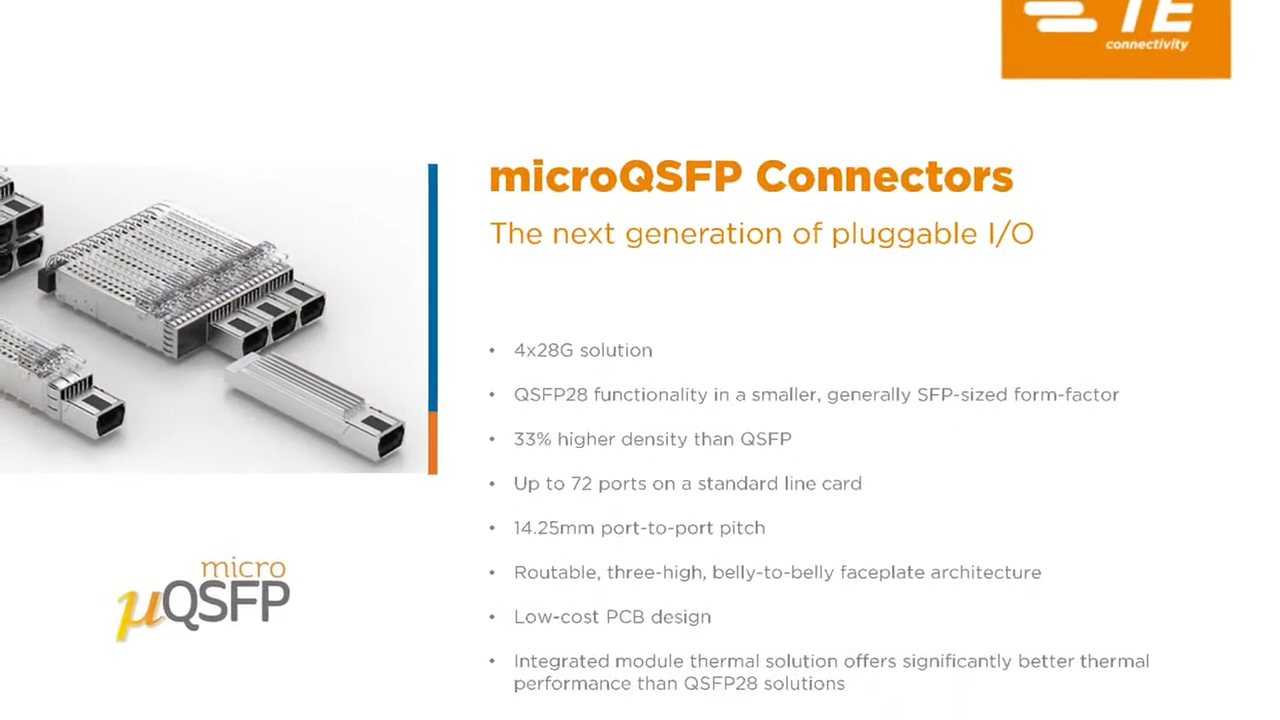 TE
connectivity
microQSFP Connectors
The next generation of pluggable I/O
• 4x28G solution
• QSFP28 functionality in a smaller, generally SFP-sized form-factor
• 33% higher density than QSFP
• Up to 72 ports on a standard line card
• 14.25mm port-to-port pitch
• Routable, three-high, belly-to-belly faceplate architecture
• Low-cost PCB design
• Integrated module thermal solution offers significantly better thermal
performance than QSFP28 solutions
micro
µQSFP